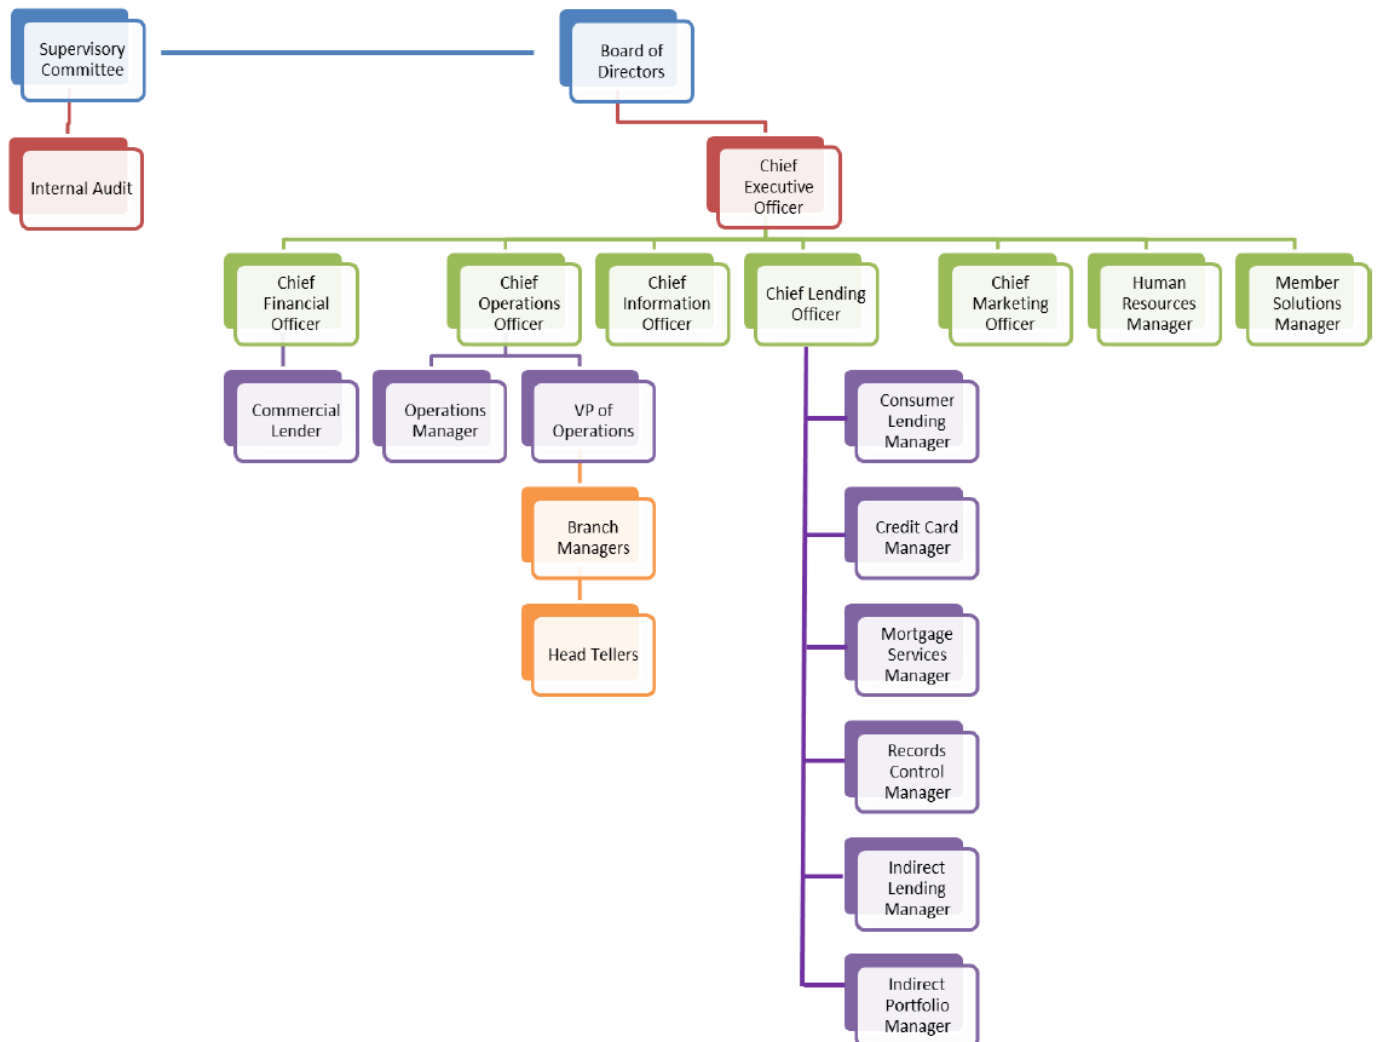 Supervisory
Committee
Board of
Directors
Internal Audit
Chief
Executive
Officer
Chief
Financial
Officer
Chief
Operations
Officer
Chief
Information
Officer
Chief Lending
Officer
Chief
Marketing
Officer
Human
Resources
Manager
Member
Solutions
Manager
Commercial
Lender
Operations
Manager
VP of
Operations
Consumer
Lending
Manager
Branch
Managers
Credit Card
Manager
Head Tellers
Mortgage
Services
Manager
Records
Control
Manager
Indirect
Lending
Manager
Indirect
Portfolio
Manager